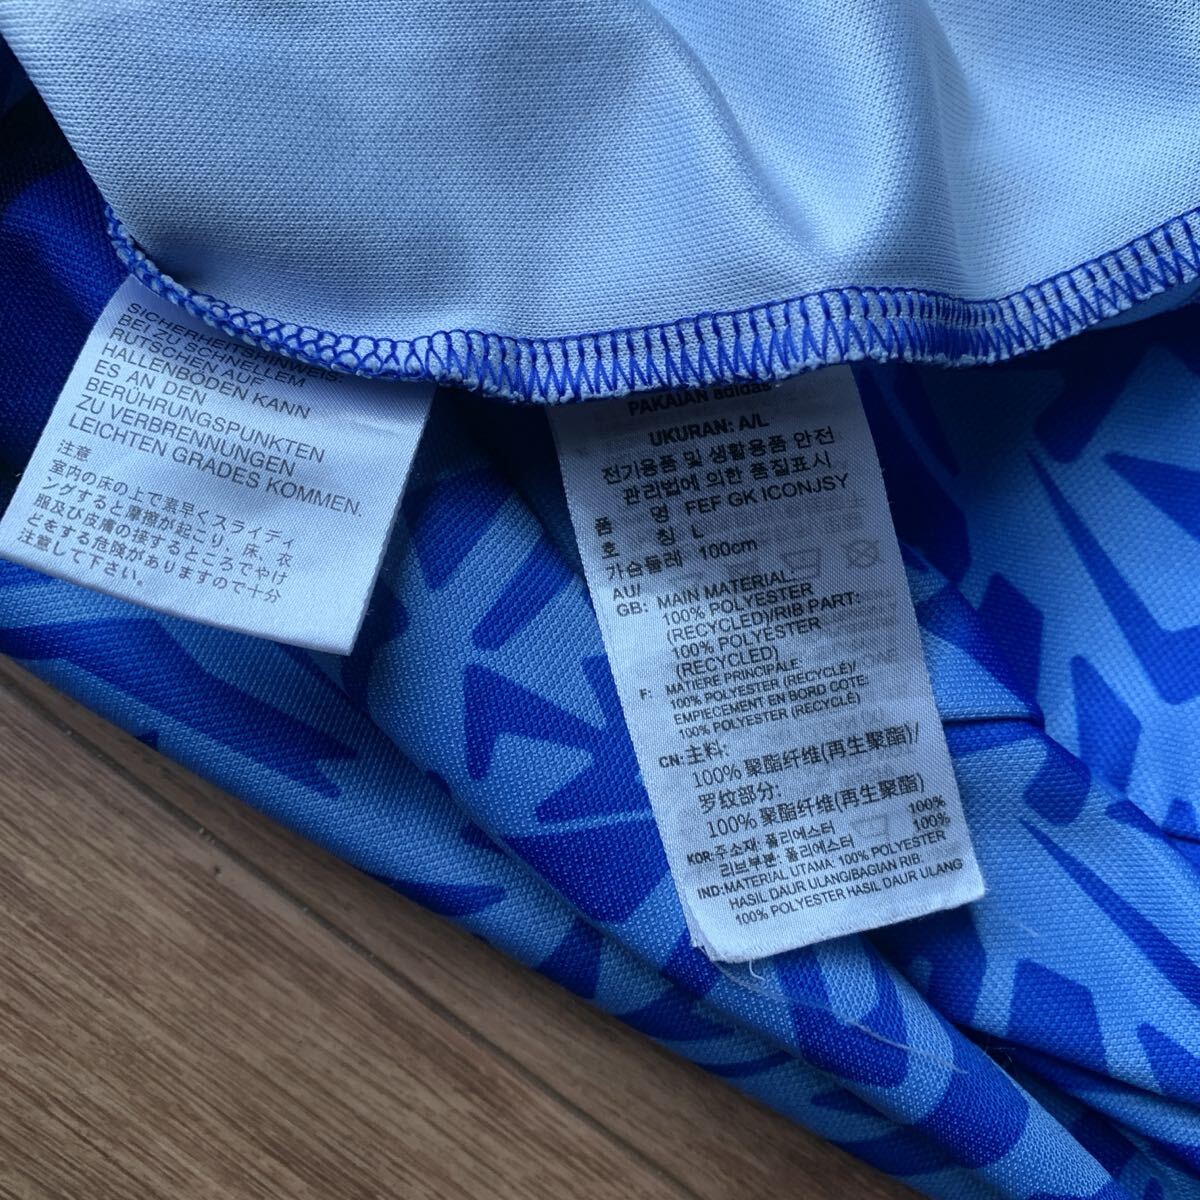 SICHERHEITSHINWEIS:
BEI ZU SCHNELLEM
RUTSCHEN AUF
HALLENBÖDEN KANN
ES AN DEN
BERÜHRUNGSPUNKTEN
ZU VERBRENNUNGEN
LEICHTEN GRADES KOMMEN.
注意
室内の床の上で素早くスライディ
ングすると摩擦が起こり、床、衣
服及び皮膚の接するところでやけ
どをする危険がありますので十分
注意して下さい。
PAKAIAN adidas
UKURAN: A/L
전기용품 및 생활용품 안전
관리법에 의한 품질표시
품 명 FEF GK ICONJSY
호 칭 L
가슴둘레 100cm
AU/
GB: MAIN MATERIAL:
100% POLYESTER
(RECYCLED)/RIB PART:
100% POLYESTER
(RECYCLED)
F: MATIÈRE PRINCIPALE:
100% POLYESTER (RECYCLÉ)/
EMPIECEMENT EN BORD COTE:
100% POLYESTER (RECYCLÉ)
CN: 主料:
100% 聚酯纤维(再生聚酯)/
罗纹部分:
100% 聚酯纤维(再生聚酯)
KOR: 주소재: 폴리에스터 100%
리브부분: 폴리에스터 100%
IND: MATERIAL UTAMA 100% POLYESTER
HASIL DAUR ULANG/BAGIAN RIB.
100% POLYESTER HASIL DAUR ULANG